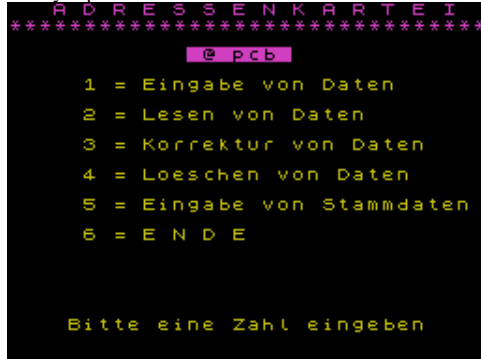 A D R E S S E N K A R T E I
********************************
@ pcb
1 = Eingabe von Daten
2 = Lesen von Daten
3 = Korrektur von Daten
4 = Loeschen von Daten
5 = Eingabe von Stammdaten
6 = E N D E
Bitte eine Zahl eingeben